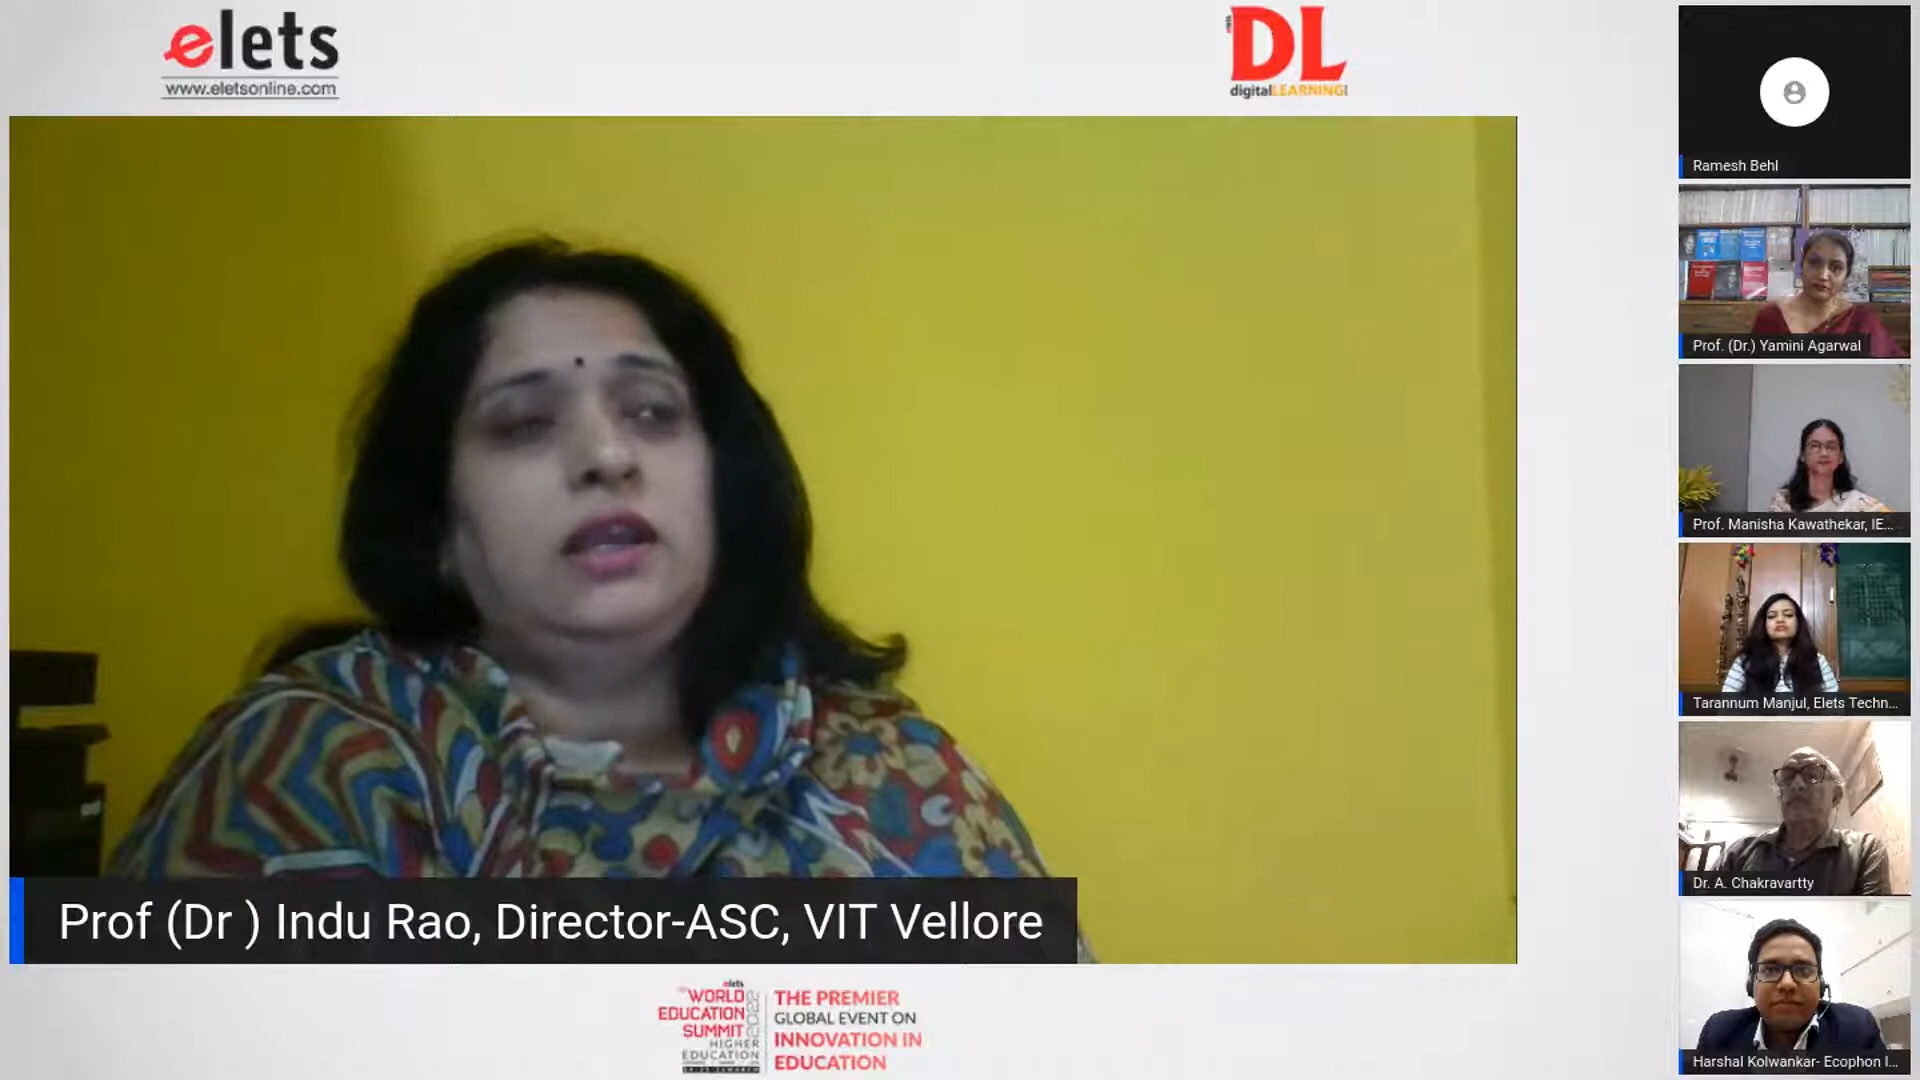 elets
www.eletsonline.com
DL
digitalLEARNING
Ramesh Behl
Prof. (Dr.) Yamini Agarwal
Prof. Manisha Kawathekar, IE...
Tarannum Manjul, Elets Techn...
Dr. A. Chakravartty
Harshal Kolwankar- Ecophon I...
Prof (Dr ) Indu Rao, Director-ASC, VIT Vellore
elets
WORLD
EDUCATION
SUMMIT
2022
HIGHER
EDUCATION
THE PREMIER
GLOBAL EVENT ON
INNOVATION IN
EDUCATION